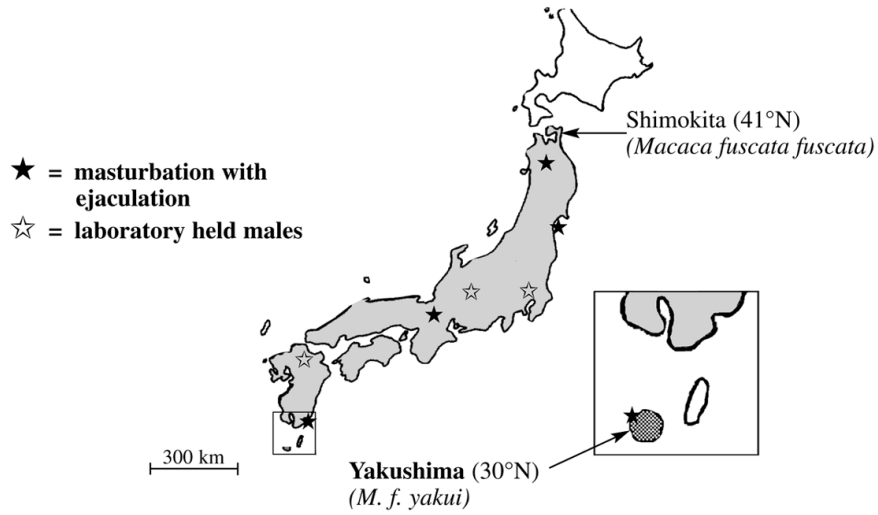 Shimokita (41°N)
(Macaca fuscata fuscata)
★ = masturbation with
ejaculation
☆ = laboratory held males
300 km
Yakushima (30°N)
(M. f. yakui)